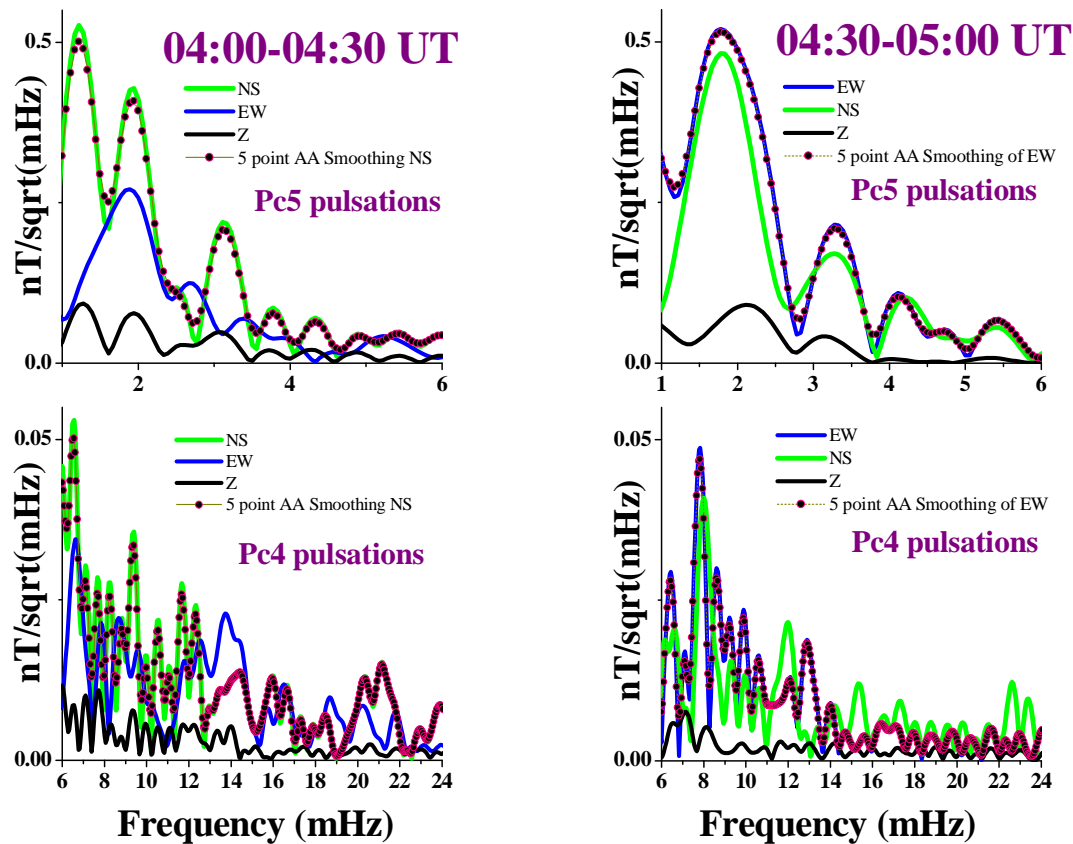 04:00-04:30 UT
nT/sqrt(mHz)
0.5
1
0.0
NS
EW
Z
5 point AA Smoothing NS
Pc5 pulsations
2 4 6
04:30-05:00 UT
nT/sqrt(mHz)
0.5
1
0.0
EW
NS
Z
5 point AA Smoothing of EW
Pc5 pulsations
1 2 3 4 5 6
nT/sqrt(mHz)
0.05
1
0.00
NS
EW
Z
5 point AA Smoothing NS
Pc4 pulsations
6 8 10 12 14 16 18 20 22 24
Frequency (mHz)
nT/sqrt(mHz)
0.05
1
0.00
EW
NS
Z
5 point AA Smoothing of EW
Pc4 pulsations
6 8 10 12 14 16 18 20 22 24
Frequency (mHz)